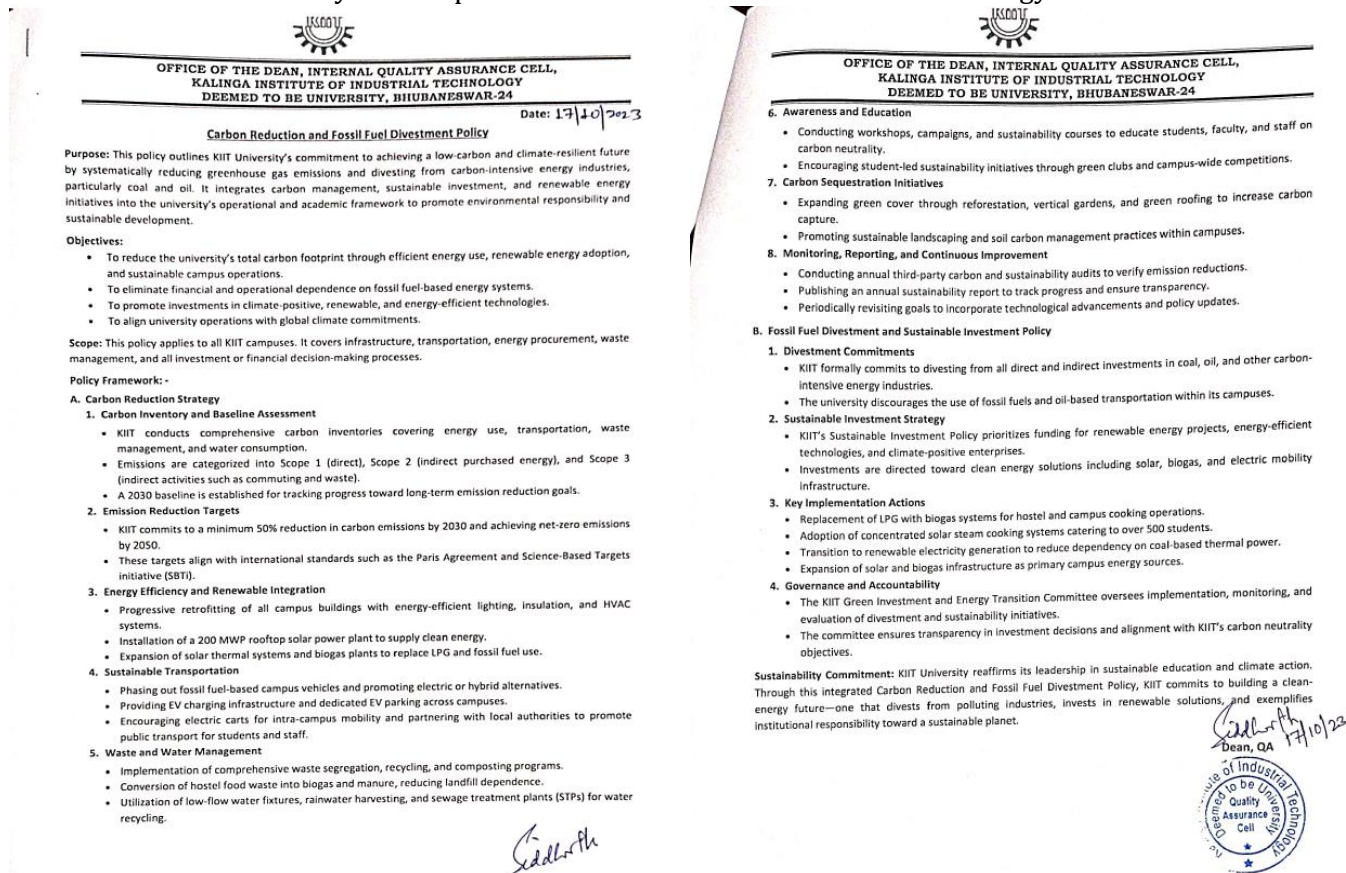 OFFICE OF THE DEAN, INTERNAL QUALITY ASSURANCE CELL,
KALINGA INSTITUTE OF INDUSTRIAL TECHNOLOGY
DEEMED TO BE UNIVERSITY, BHUBANESWAR-24
Date: 17/10/2023
Carbon Reduction and Fossil Fuel Divestment Policy
Purpose: This policy outlines KIIT University's commitment to achieving a low-carbon and climate-resilient future
by systematically reducing greenhouse gas emissions and divesting from carbon-intensive energy industries,
particularly coal and oil. It integrates carbon management, sustainable investment, and renewable energy
initiatives into the university's operational and academic framework to promote environmental responsibility and
sustainable development.
Objectives:
• To reduce the university's total carbon footprint through efficient energy use, renewable energy adoption,
and sustainable campus operations.
• To eliminate financial and operational dependence on fossil fuel-based energy systems.
• To promote investments in climate-positive, renewable, and energy-efficient technologies.
• To align university operations with global climate commitments.
Scope: This policy applies to all KIIT campuses. It covers infrastructure, transportation, energy procurement, waste
management, and all investment or financial decision-making processes.
Policy Framework: -
A. Carbon Reduction Strategy
1. Carbon Inventory and Baseline Assessment
• KIIT conducts comprehensive carbon inventories covering energy use, transportation, waste
management, and water consumption.
• Emissions are categorized into Scope 1 (direct), Scope 2 (indirect purchased energy), and Scope 3
(indirect activities such as commuting and waste).
• A 2030 baseline is established for tracking progress toward long-term emission reduction goals.
2. Emission Reduction Targets
• KIIT commits to a minimum 50% reduction in carbon emissions by 2030 and achieving net-zero emissions
by 2050.
• These targets align with international standards such as the Paris Agreement and Science-Based Targets
initiative (SBTi).
3. Energy Efficiency and Renewable Integration
• Progressive retrofitting of all campus buildings with energy-efficient lighting, insulation, and HVAC
systems.
• Installation of a 200 MWP rooftop solar power plant to supply clean energy.
• Expansion of solar thermal systems and biogas plants to replace LPG and fossil fuel use.
4. Sustainable Transportation
• Phasing out fossil fuel-based campus vehicles and promoting electric or hybrid alternatives.
• Providing EV charging infrastructure and dedicated EV parking across campuses.
• Encouraging electric carts for intra-campus mobility and partnering with local authorities to promote
public transport for students and staff.
5. Waste and Water Management
• Implementation of comprehensive waste segregation, recycling, and composting programs.
• Conversion of hostel food waste into biogas and manure, reducing landfill dependence.
• Utilization of low-flow water fixtures, rainwater harvesting, and sewage treatment plants (STPs) for water
recycling.
Siddharth
OFFICE OF THE DEAN, INTERNAL QUALITY ASSURANCE CELL,
KALINGA INSTITUTE OF INDUSTRIAL TECHNOLOGY
DEEMED TO BE UNIVERSITY, BHUBANESWAR-24
6. Awareness and Education
• Conducting workshops, campaigns, and sustainability courses to educate students, faculty, and staff on
carbon neutrality.
• Encouraging student-led sustainability initiatives through green clubs and campus-wide competitions.
7. Carbon Sequestration Initiatives
• Expanding green cover through reforestation, vertical gardens, and green roofing to increase carbon
capture.
• Promoting sustainable landscaping and soil carbon management practices within campuses.
8. Monitoring, Reporting, and Continuous Improvement
• Conducting annual third-party carbon and sustainability audits to verify emission reductions.
• Publishing an annual sustainability report to track progress and ensure transparency.
• Periodically revisiting goals to incorporate technological advancements and policy updates.
B. Fossil Fuel Divestment and Sustainable Investment Policy
1. Divestment Commitments
• KIIT formally commits to divesting from all direct and indirect investments in coal, oil, and other carbon-
intensive energy industries.
• The university discourages the use of fossil fuels and oil-based transportation within its campuses.
2. Sustainable Investment Strategy
• KIIT's Sustainable Investment Policy prioritizes funding for renewable energy projects, energy-efficient
technologies, and climate-positive enterprises.
• Investments are directed toward clean energy solutions including solar, biogas, and electric mobility
infrastructure.
3. Key Implementation Actions
• Replacement of LPG with biogas systems for hostel and campus cooking operations.
• Adoption of concentrated solar steam cooking systems catering to over 500 students.
• Transition to renewable electricity generation to reduce dependency on coal-based thermal power.
• Expansion of solar and biogas infrastructure as primary campus energy sources.
4. Governance and Accountability
• The KIIT Green Investment and Energy Transition Committee oversees implementation, monitoring, and
evaluation of divestment and sustainability initiatives.
• The committee ensures transparency in investment decisions and alignment with KIIT's carbon neutrality
objectives.
Sustainability Commitment: KIIT University reaffirms its leadership in sustainable education and climate action.
Through this integrated Carbon Reduction and Fossil Fuel Divestment Policy, KIIT commits to building a clean-
energy future—one that divests from polluting industries, invests in renewable solutions, and exemplifies
institutional responsibility toward a sustainable planet.
Siddharth
17/10/23
Dean, QA
of Industrial Technology
Deemed to be University
Quality
Assurance
Cell